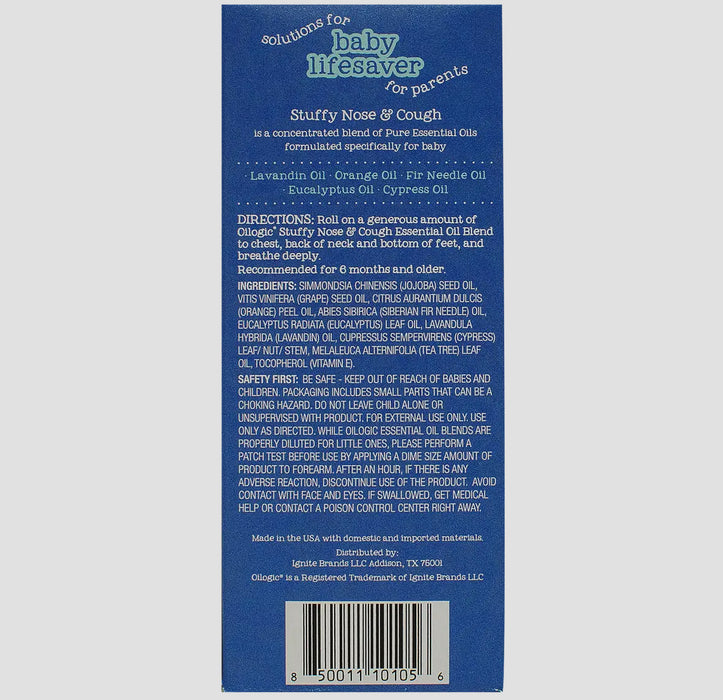 solutions for
baby
lifesaver
for parents
Stuffy Nose & Cough
is a concentrated blend of Pure Essential Oils
formulated specifically for baby
· Lavandin Oil · Orange Oil · Fir Needle Oil
· Eucalyptus Oil · Cypress Oil
DIRECTIONS: Roll on a generous amount of
Oilogic® Stuffy Nose & Cough Essential Oil Blend
to chest, back of neck and bottom of feet, and
breathe deeply.
Recommended for 6 months and older.
INGREDIENTS: SIMMONDSIA CHINENSIS (JOJOBA) SEED OIL,
VITIS VINIFERA (GRAPE) SEED OIL, CITRUS AURANTIUM DULCIS
(ORANGE) PEEL OIL, ABIES SIBIRICA (SIBERIAN FIR NEEDLE) OIL,
EUCALYPTUS RADIATA (EUCALYPTUS) LEAF OIL, LAVANDULA
HYBRIDA (LAVANDIN) OIL, CUPRESSUS SEMPERVIRENS (CYPRESS)
LEAF/ NUT/ STEM, MELALEUCA ALTERNIFOLIA (TEA TREE) LEAF
OIL, TOCOPHEROL (VITAMIN E).
SAFETY FIRST: BE SAFE - KEEP OUT OF REACH OF BABIES AND
CHILDREN. PACKAGING INCLUDES SMALL PARTS THAT CAN BE A
CHOKING HAZARD. DO NOT LEAVE CHILD ALONE OR
UNSUPERVISED WITH PRODUCT. FOR EXTERNAL USE ONLY. USE
ONLY AS DIRECTED. WHILE OILOGIC ESSENTIAL OIL BLENDS ARE
PROPERLY DILUTED FOR LITTLE ONES, PLEASE PERFORM A
PATCH TEST BEFORE USE BY APPLYING A DIME SIZE AMOUNT OF
PRODUCT TO FOREARM. AFTER AN HOUR, IF THERE IS ANY
ADVERSE REACTION, DISCONTINUE USE OF THE PRODUCT. AVOID
CONTACT WITH FACE AND EYES. IF SWALLOWED, GET MEDICAL
HELP OR CONTACT A POISON CONTROL CENTER RIGHT AWAY.
Made in the USA with domestic and imported materials.
Distributed by:
Ignite Brands LLC Addison, TX 75001
Oilogic® is a Registered Trademark of Ignite Brands LLC
8 50011 10105 6